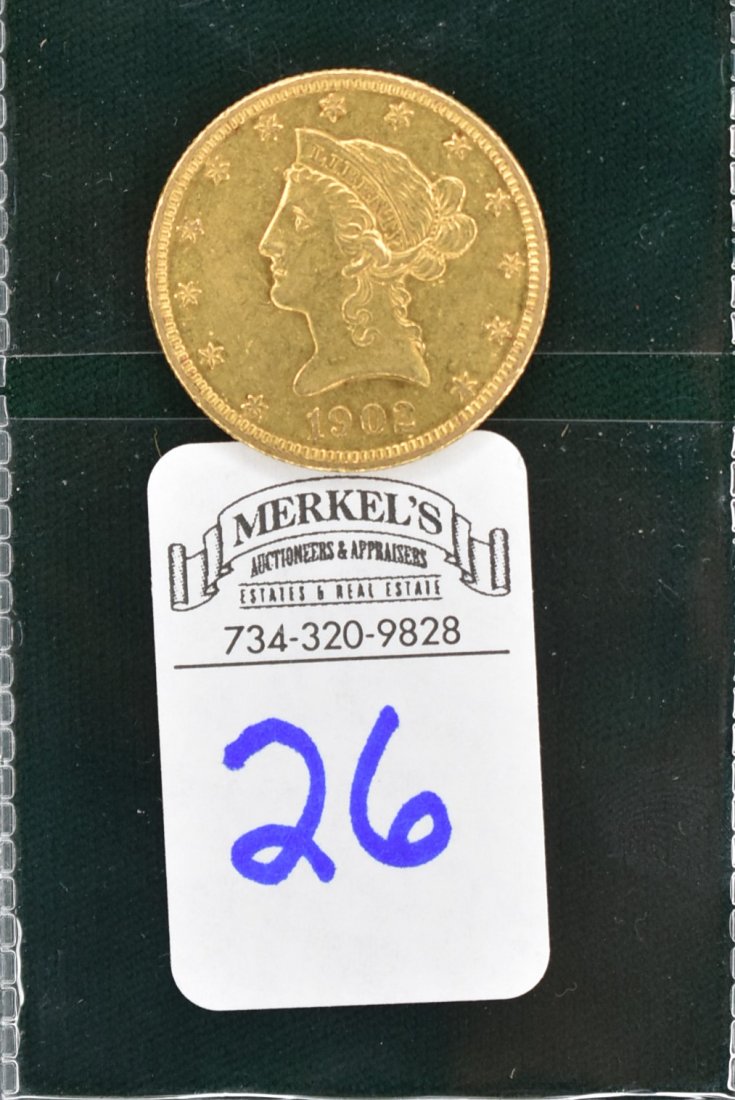 LIBERTY
1902
MERKEL'S
AUCTIONEERS & APPRAISERS
ESTATES & REAL ESTATE
734-320-9828
26